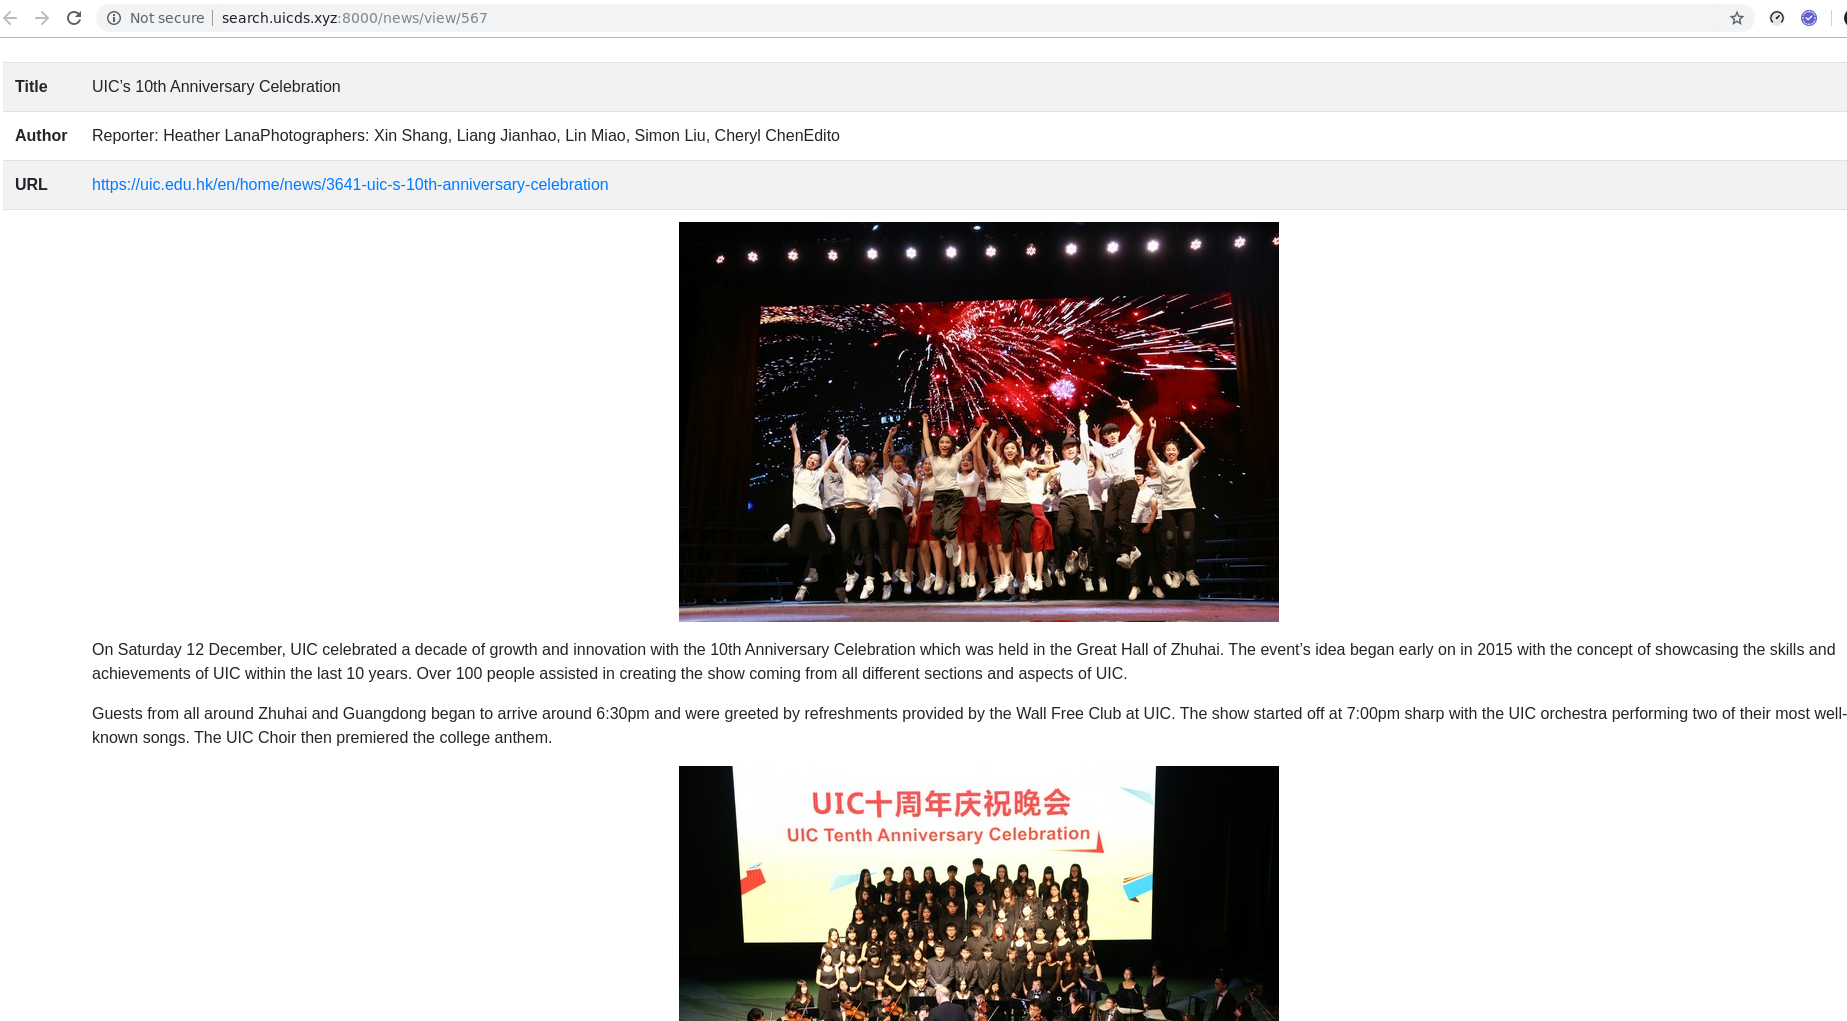 Not secure | search.uicds.xyz:8000/news/view/567
Title UIC’s 10th Anniversary Celebration
Author Reporter: Heather LanaPhotographers: Xin Shang, Liang Jianhao, Lin Miao, Simon Liu, Cheryl ChenEdito
URL https://uic.edu.hk/en/home/news/3641-uic-s-10th-anniversary-celebration
On Saturday 12 December, UIC celebrated a decade of growth and innovation with the 10th Anniversary Celebration which was held in the Great Hall of Zhuhai. The event’s idea began early on in 2015 with the concept of showcasing the skills and
achievements of UIC within the last 10 years. Over 100 people assisted in creating the show coming from all different sections and aspects of UIC.
Guests from all around Zhuhai and Guangdong began to arrive around 6:30pm and were greeted by refreshments provided by the Wall Free Club at UIC. The show started off at 7:00pm sharp with the UIC orchestra performing two of their most well-
known songs. The UIC Choir then premiered the college anthem.
UIC十周年庆祝晚会
UIC Tenth Anniversary Celebration